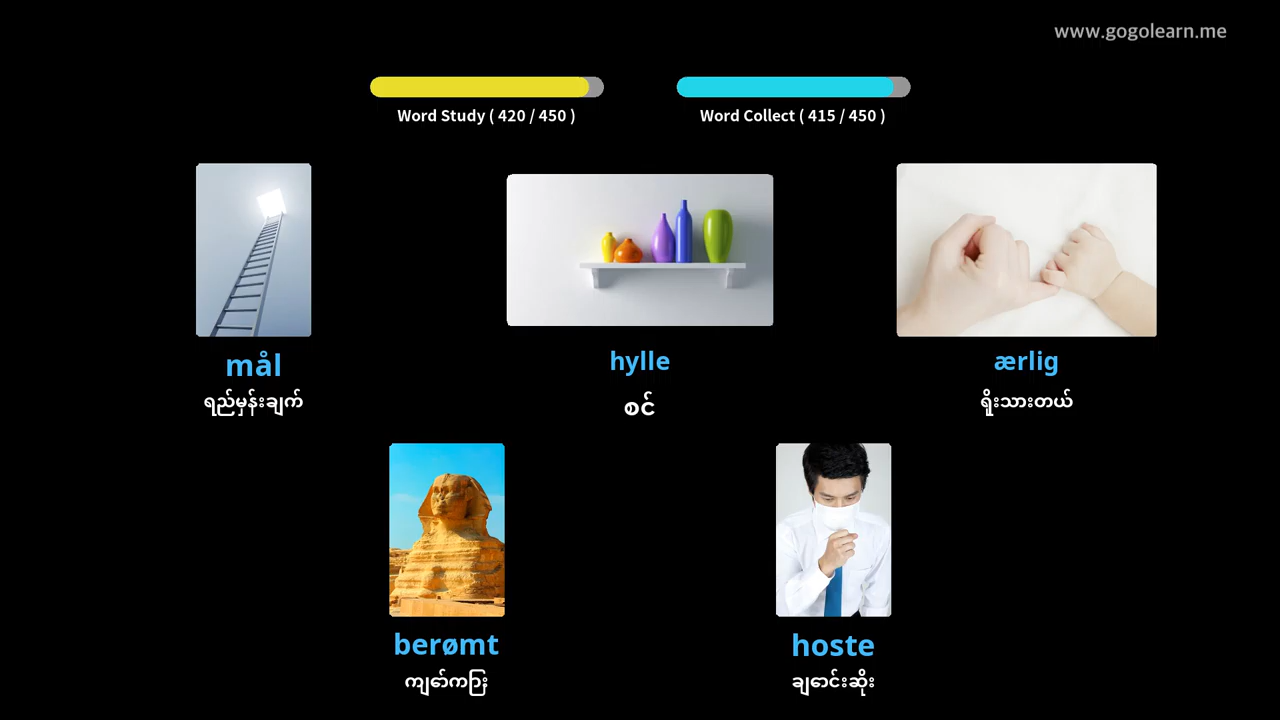 www.gogolearn.me
Word Study ( 420 / 450 )
Word Collect ( 415 / 450 )
mål
ရည်မှန်းချက်
hylle
စင်
ærlig
ရိုးသားတယ်
berømt
ကျော်ကြား
hoste
ချောင်းဆိုး